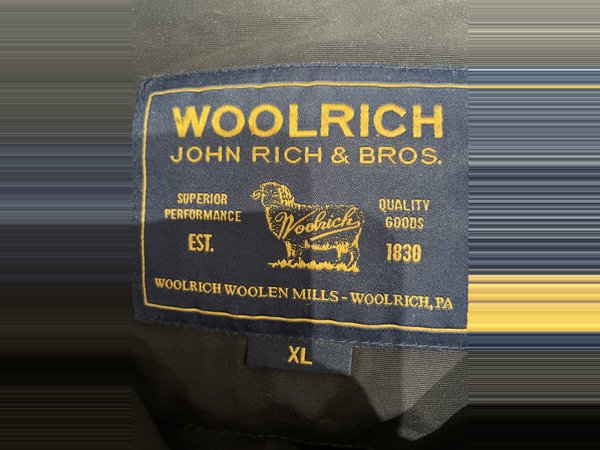 WOOLRICH
JOHN RICH & BROS.
SUPERIOR PERFORMANCE
Woolrich
QUALITY GOODS
EST.
1830
WOOLRICH WOOLEN MILLS - WOOLRICH, PA
XL